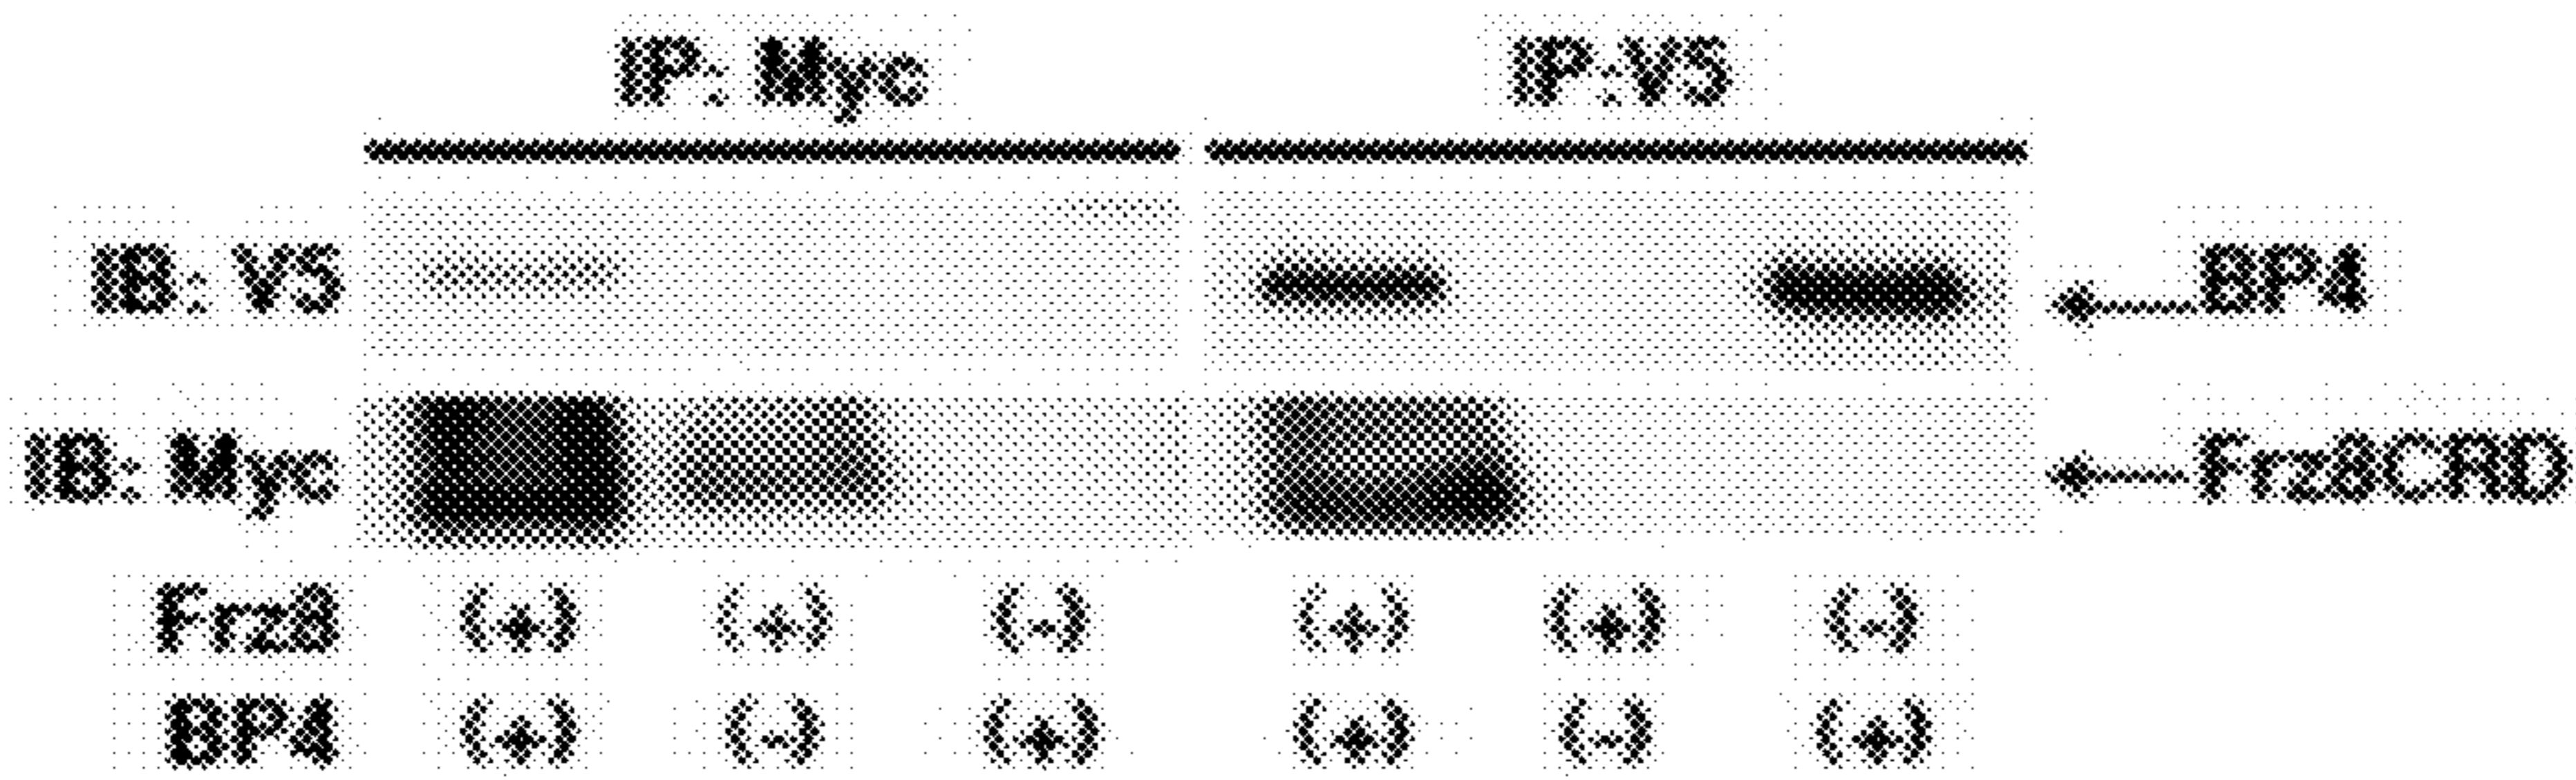 IP: Myc IP:V5
IB: V5 BP4
IB: Myc Frz8CRD
Frz8 (+) (+) (-) (+) (+) (-)
BP4 (+) (-) (+) (+) (-) (+)